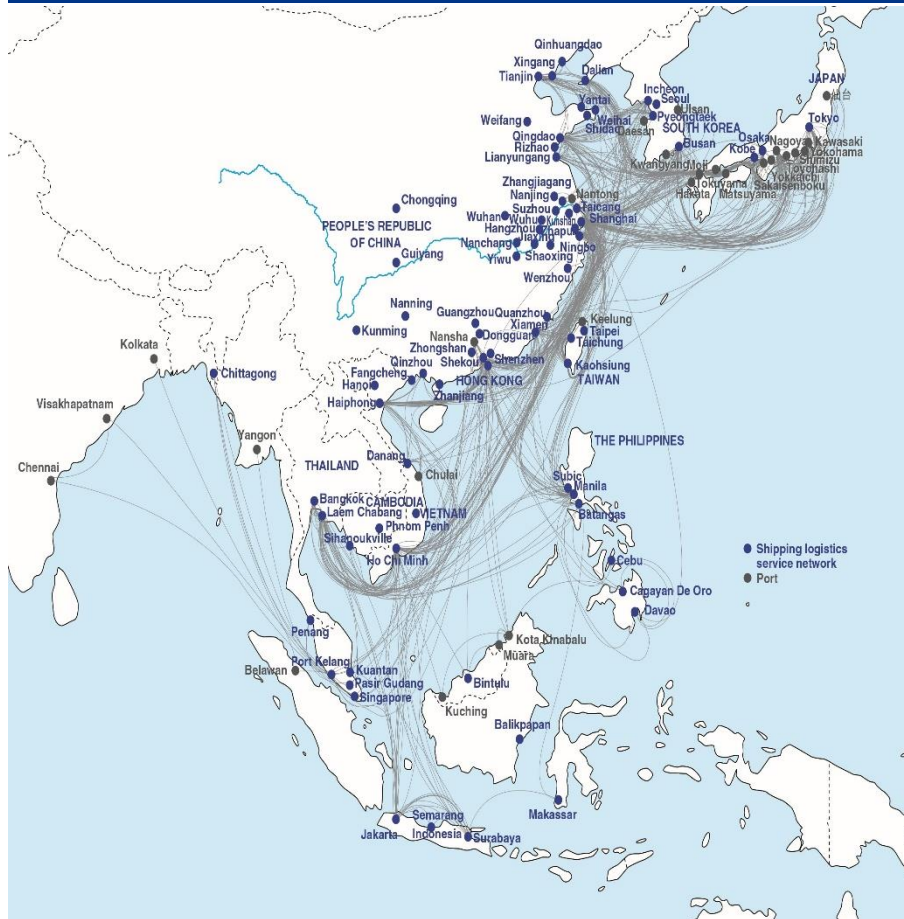 Qinhuangdao
Xingang
Tianjin
Dalian
JAPAN
仙台
Incheon
Seoul
Yantai
Weihai
Ulsan
Weifang
Shidao
Daesan
Pyeongtaek
SOUTH KOREA
Tokyo
Qingdao
Rizhao
Lianyungang
Busan
Osaka
Nagoya
Kawasaki
Kobe
Yokohama
Shimizu
Kwangyang
Moji
Toyohashi
Yokkaichi
Tokuyama
Sakaisenboku
Hakata
Matsuyama
Zhangjiagang
Nanjing
Nantong
Chongqing
Suzhou
Taicang
PEOPLE'S REPUBLIC
OF CHINA
Wuhan
Wuhu
Kunshan
Shanghai
Hangzhou
Zhapu
Nanchang
Jiaxing
Ningbo
Guiyang
Yiwu
Shaoxing
Wenzhou
Nanning
Guangzhou
Quanzhou
Kunming
Xiamen
Keelung
Nansha
Dongguan
Taipei
Taichung
Kolkata
Zhongshan
Chittagong
Qinzhou
Shekou
Shenzhen
Kaohsiung
Fangcheng
HONG KONG
TAIWAN
Hanoi
Zhanjiang
Haiphong
Visakhapatnam
Yangon
THE PHILIPPINES
Chennai
Danang
THAILAND
Chulai
Subic
Manila
Bangkok
CAMBODIA
Laem Chabang
VIETNAM
Batangas
Phnom Penh
Sihanoukville
Ho Chi Minh
Shipping logistics
service network
Port
Cebu
Cagayan De Oro
Davao
Penang
Kota Kinabalu
Muara
Port Kelang
Belawan
Kuantan
Pasir Gudang
Bintulu
Singapore
Kuching
Balikpapan
Makassar
Semarang
Jakarta
Indonesia
Surabaya